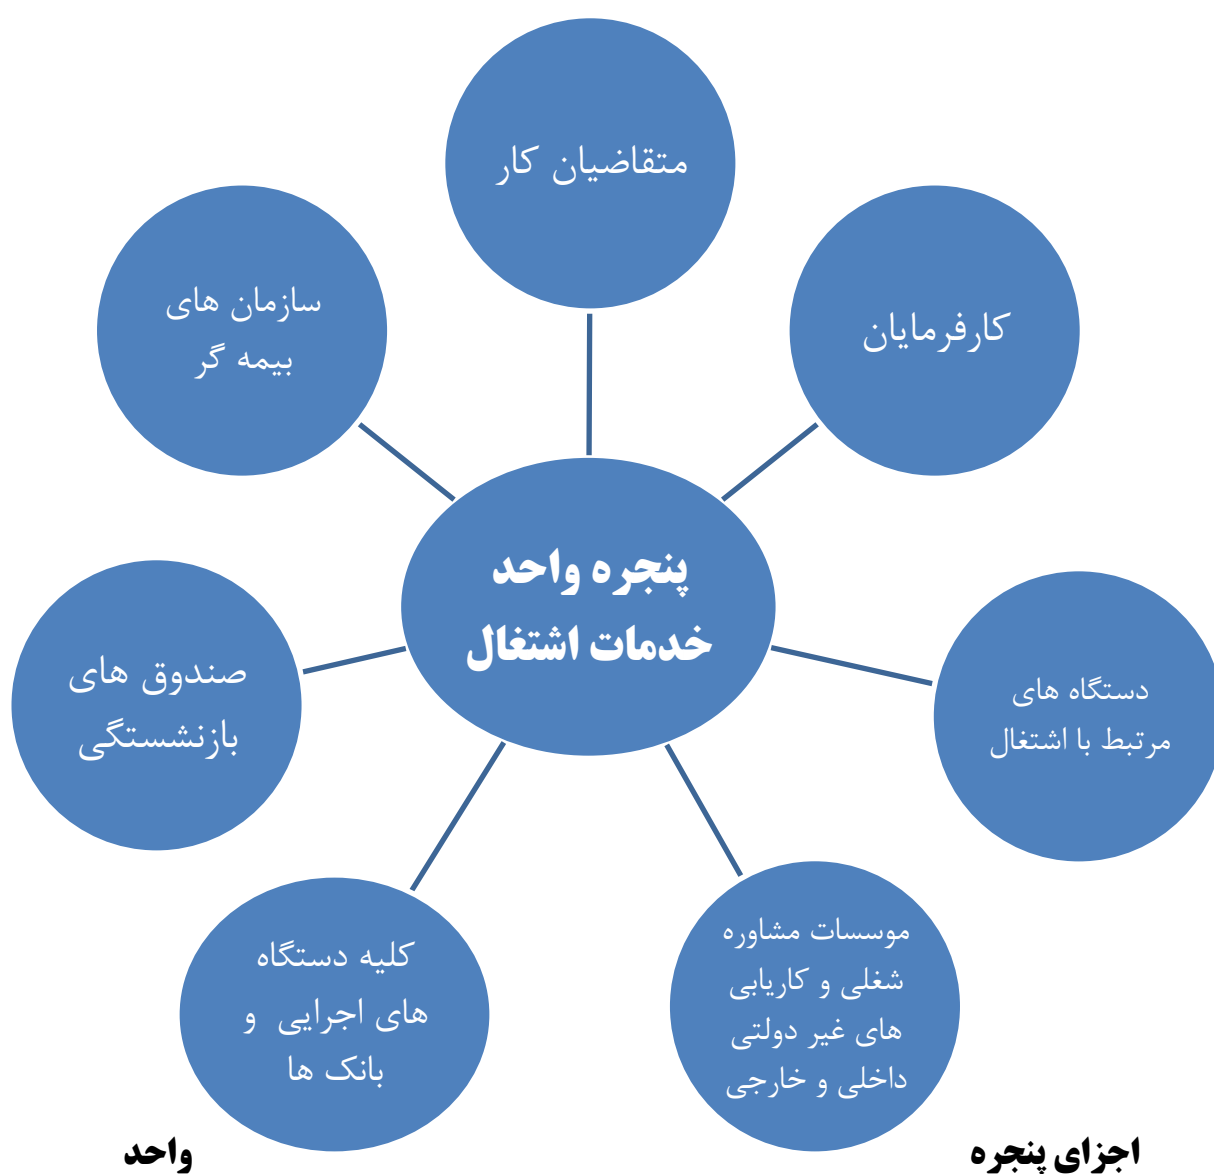 متقاضیان کار
کارفرمایان
سازمان های
بیمه گر
پنجره واحد
خدمات اشتغال
صندوق های
بازنشستگی
دستگاه های
مرتبط با اشتغال
موسسات مشاوره
شغلی و کاریابی
های غیر دولتی
داخلی و خارجی
کلیه دستگاه
های اجرایی و
بانک ها
اجزای پنجره واحد